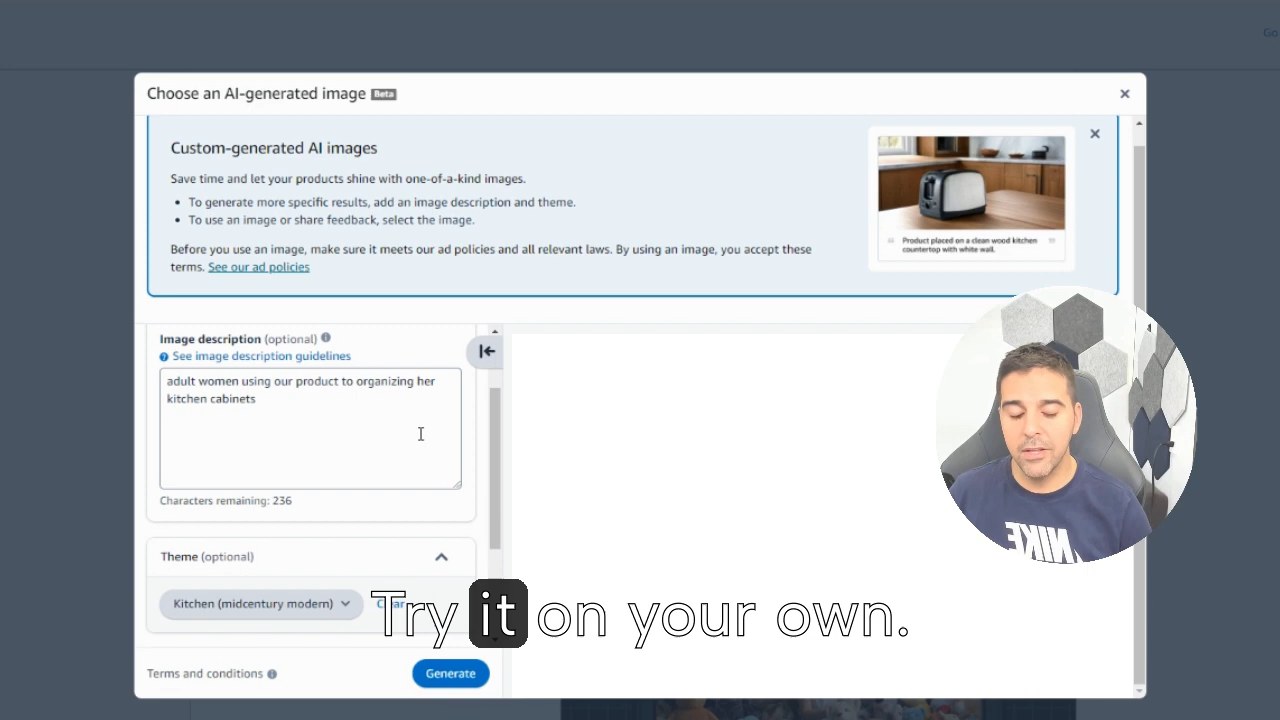 Go
Choose an AI-generated image Beta
Custom-generated AI images
Save time and let your products shine with one-of-a-kind images.
• To generate more specific results, add an image description and theme.
• To use an image or share feedback, select the image.
Before you use an image, make sure it meets our ad policies and all relevant laws. By using an image, you accept these
terms. See our ad policies
Product placed on a clean wood kitchen
countertop with white wall.
Image description (optional)
See image description guidelines
adult women using our product to organizing her
kitchen cabinets
Characters remaining: 236
Theme (optional)
Kitchen (midcentury modern)
Clear
Try it on your own.
Terms and conditions
Generate
NIKE